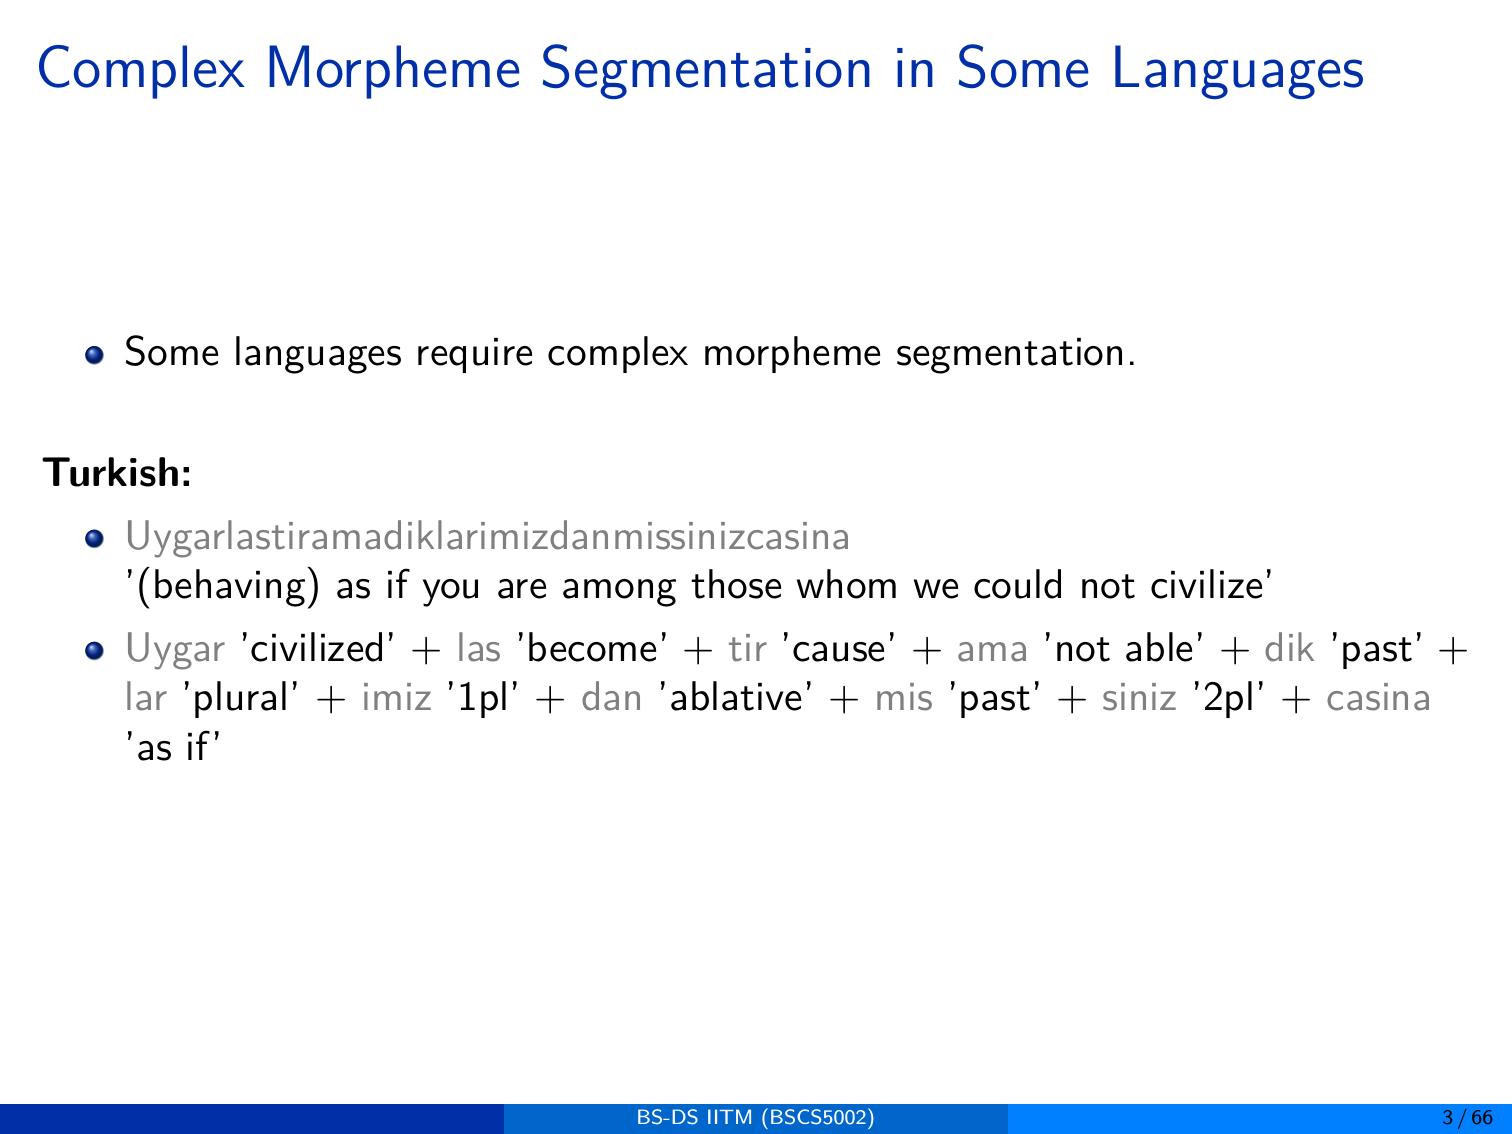 Complex Morpheme Segmentation in Some Languages
Some languages require complex morpheme segmentation.
Turkish:
Uygarlastiramadiklarimizdanmissinizcasina
’(behaving) as if you are among those whom we could not civilize’
Uygar ’civilized’ + las ’become’ + tir ’cause’ + ama ’not able’ + dik ’past’ +
lar ’plural’ + imiz ’1pl’ + dan ’ablative’ + mis ’past’ + siniz ’2pl’ + casina
’as if’
BS-DS IITM (BSCS5002)
3 / 66